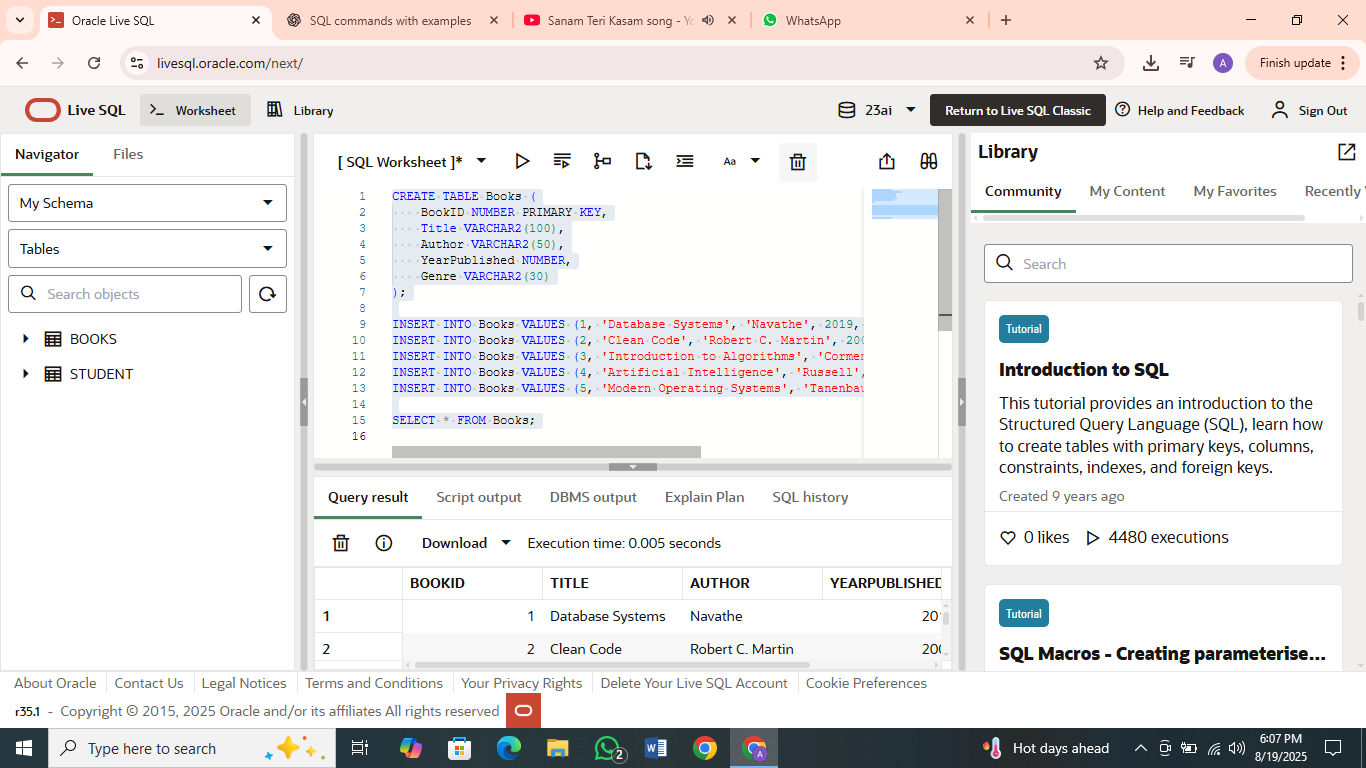 Oracle Live SQL
SQL commands with examples
Sanam Teri Kasam song - Yo
WhatsApp
livesql.oracle.com/next/
A
Finish update
Live SQL
Worksheet
Library
23ai
Return to Live SQL Classic
Help and Feedback
Sign Out
Navigator
Files
My Schema
Tables
Search objects
BOOKS
STUDENT
[ SQL Worksheet ]*
Aa
1 CREATE TABLE Books (
2 ····BookID NUMBER PRIMARY KEY,
3 ····Title VARCHAR2(100),
4 ····Author VARCHAR2(50),
5 ····YearPublished NUMBER,
6 ····Genre VARCHAR2(30)
7 );
8
9 INSERT INTO Books VALUES (1, 'Database Systems', 'Navathe', 2019,
10 INSERT INTO Books VALUES (2, 'Clean Code', 'Robert C. Martin', 200
11 INSERT INTO Books VALUES (3, 'Introduction to Algorithms', 'Cormen
12 INSERT INTO Books VALUES (4, 'Artificial Intelligence', 'Russell',
13 INSERT INTO Books VALUES (5, 'Modern Operating Systems', 'Tanenbau
14
15 SELECT * FROM Books;
16
Query result
Script output
DBMS output
Explain Plan
SQL history
Download
Execution time: 0.005 seconds
BOOKID TITLE AUTHOR YEARPUBLISHED
1 1 Database Systems Navathe 201
2 2 Clean Code Robert C. Martin 200
Library
Community
My Content
My Favorites
Recently
Search
Tutorial
Introduction to SQL
This tutorial provides an introduction to the
Structured Query Language (SQL), learn how
to create tables with primary keys, columns,
constraints, indexes, and foreign keys.
Created 9 years ago
0 likes
4480 executions
Tutorial
SQL Macros - Creating parameterise...
About Oracle
Contact Us
Legal Notices
Terms and Conditions
Your Privacy Rights
Delete Your Live SQL Account
Cookie Preferences
r35.1 - Copyright © 2015, 2025 Oracle and/or its affiliates All rights reserved
Type here to search
2
W
A
Hot days ahead
6:07 PM
8/19/2025